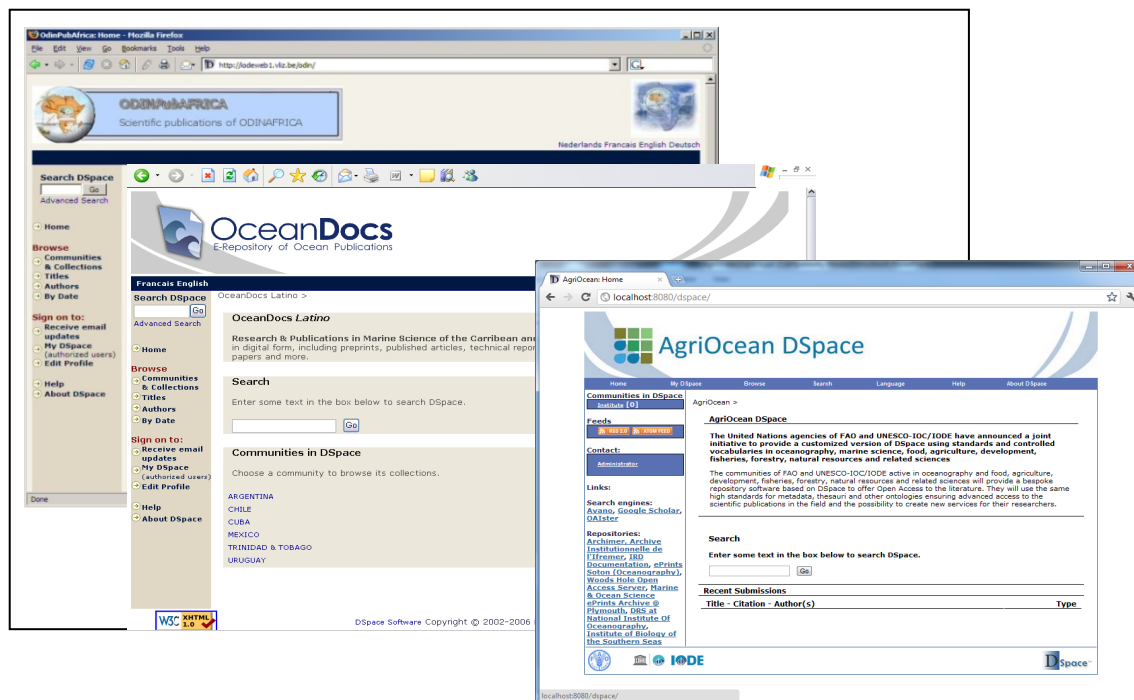 OdinPubAfrica: Home - Mozilla Firefox
File Edit View Go Bookmarks Tools Help
http://iodeweb1.vliz.be/odin/
ODINPubAFRICA
Scientific publications of ODINAFRICA
Nederlands Francais English Deutsch
Search DSpace
Go
Advanced Search
Home
Browse
Communities
& Collections
Titles
Authors
By Date
Sign on to:
Receive email
updates
My DSpace
(authorized users)
Edit Profile
Help
About DSpace
Done
OceanDocs
E-Repository of Ocean Publications
Francais English
Search DSpace
Go
Advanced Search
Home
Browse
Communities
& Collections
Titles
Authors
By Date
Sign on to:
Receive email
updates
My DSpace
(authorized users)
Edit Profile
Help
About DSpace
OceanDocs Latino >
OceanDocs Latino
Research & Publications in Marine Science of the Carribean an
in digital form, including preprints, published articles, technical repor
papers and more.
Search
Enter some text in the box below to search DSpace.
Go
Communities in DSpace
Choose a community to browse its collections.
ARGENTINA
CHILE
CUBA
MEXICO
TRINIDAD & TOBAGO
URUGUAY
W3C XHTML 1.0
DSpace Software Copyright © 2002-2006
AgriOcean: Home
localhost:8080/dspace/
AgriOcean DSpace
Home My DSpace Browse Search Language Help About DSpace
Communities in DSpace
Institute [0]
Feeds
RSS 2.0 ATOM FEED
Contact:
Administrator
Links:
Search engines:
Avano, Google Scholar,
OAIster
Repositories:
Archimer, Archive
Institutionnelle de
l'Ifremer, IRD
Documentation, ePrints
Soton (Oceanography),
Woods Hole Open
Access Server, Marine
& Ocean Science
ePrints Archive @
Plymouth, DRS at
National Institute Of
Oceanography,
Institute of Biology of
the Southern Seas
AgriOcean >
AgriOcean DSpace
The United Nations agencies of FAO and UNESCO-IOC/IODE have announced a joint
initiative to provide a customized version of DSpace using standards and controlled
vocabularies in oceanography, marine science, food, agriculture, development,
fisheries, forestry, natural resources and related sciences
The communities of FAO and UNESCO-IOC/IODE active in oceanography and food, agriculture,
development, fisheries, forestry, natural resources and related sciences will provide a bespoke
repository software based on DSpace to offer Open Access to the literature. They will use the same
high standards for metadata, thesauri and other ontologies ensuring advanced access to the
scientific publications in the field and the possibility to create new services for their researchers.
Search
Enter some text in the box below to search DSpace.
Go
Recent Submissions
Title - Citation - Author(s) Type
IODE
DSpace
localhost:8080/dspace/